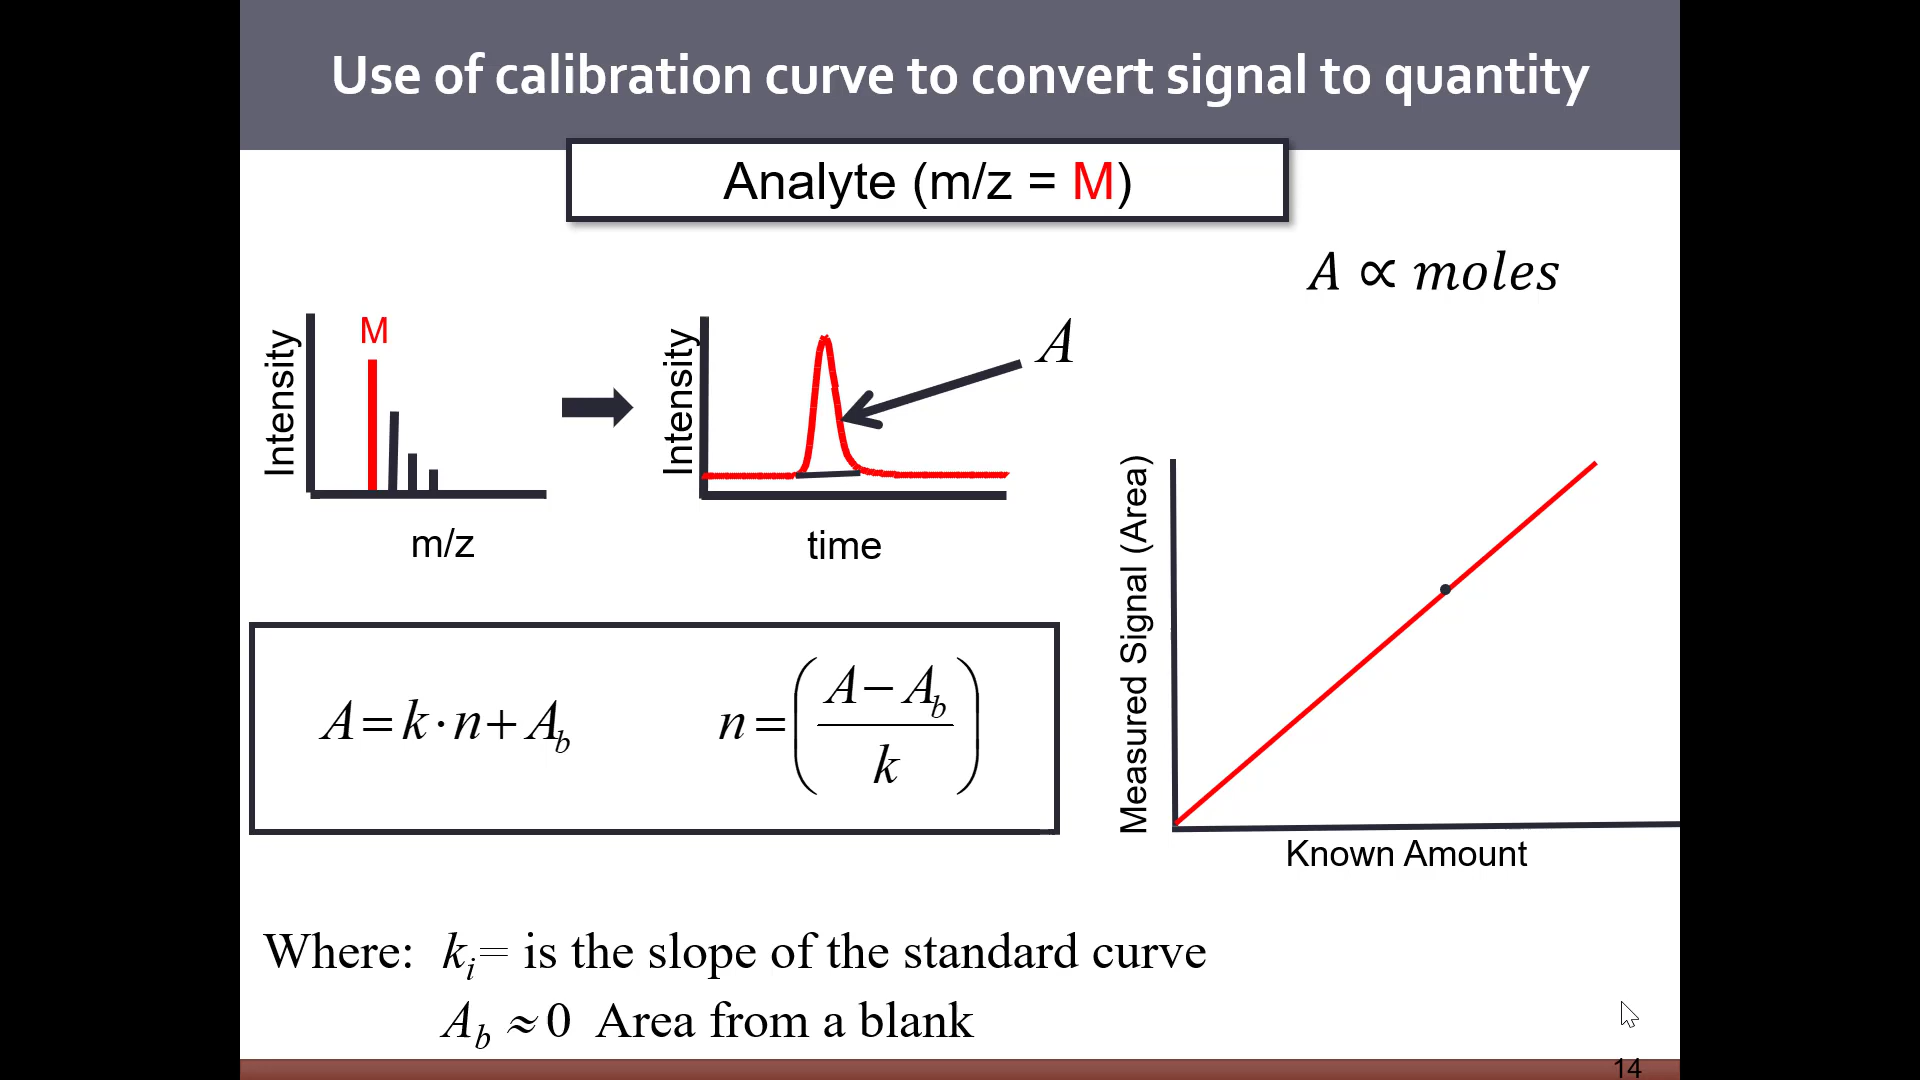 Use of calibration curve to convert signal to quantity
Analyte (m/z = M)
A ∝ moles
Intensity
M
m/z
Intensity
A
time
A = k · n + A_b
n = ( (A − A_b) / k )
Measured Signal (Area)
Known Amount
Where: k_i = is the slope of the standard curve
A_b ≈ 0 Area from a blank
14